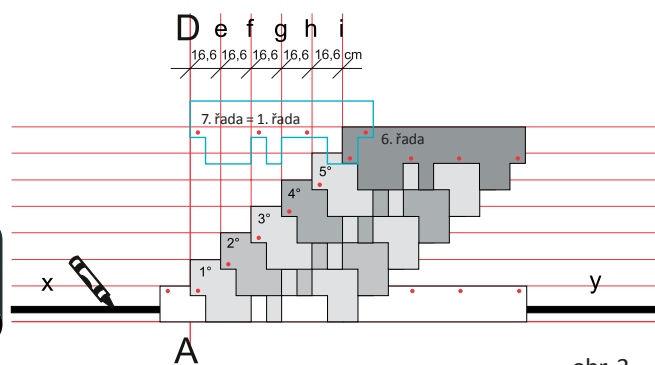 D e f g h i
16,6 16,6 16,6 16,6 16,6 cm
7. řada = 1. řada
6. řada
5°
4°
3°
2°
1°
x
y
A